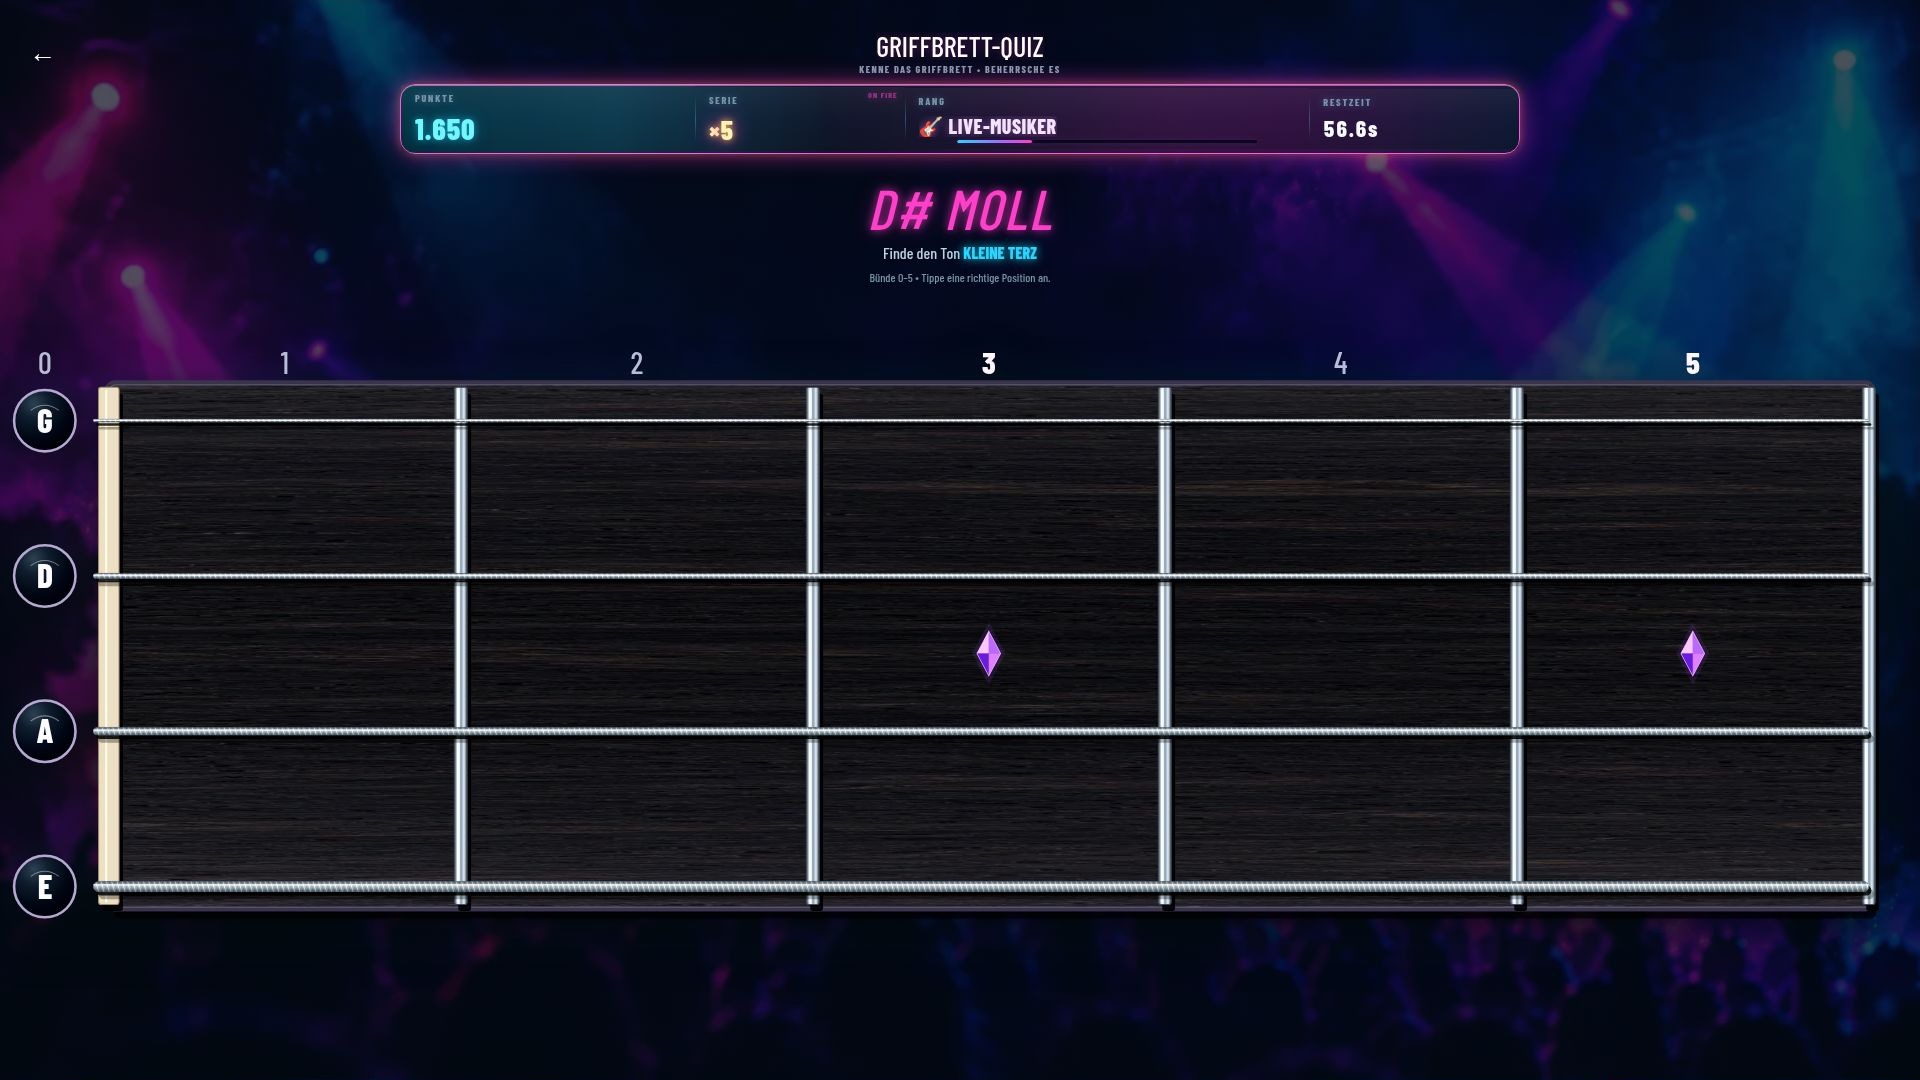 ←
GRIFFBRETT-QUIZ
KENNE DAS GRIFFBRETT • BEHERRSCHE ES
PUNKTE
1.650
SERIE
×5
ON FIRE
RANG
LIVE-MUSIKER
RESTZEIT
56.6s
D# MOLL
Finde den Ton KLEINE TERZ
Bünde 0–5 • Tippe eine richtige Position an.
0 1 2 3 4 5
G
D
A
E